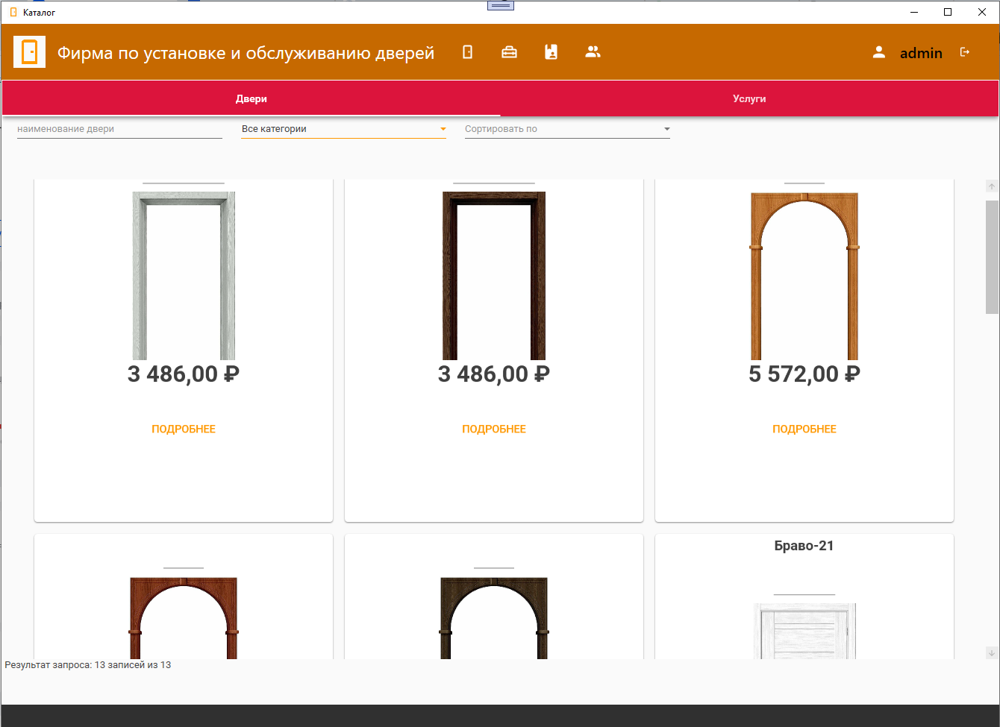 Каталог
Фирма по установке и обслуживанию дверей
admin
Двери
Услуги
наименование двери
Все категории
Сортировать по
3 486,00 ₽
3 486,00 ₽
5 572,00 ₽
ПОДРОБНЕЕ
ПОДРОБНЕЕ
ПОДРОБНЕЕ
Браво-21
Результат запроса: 13 записей из 13